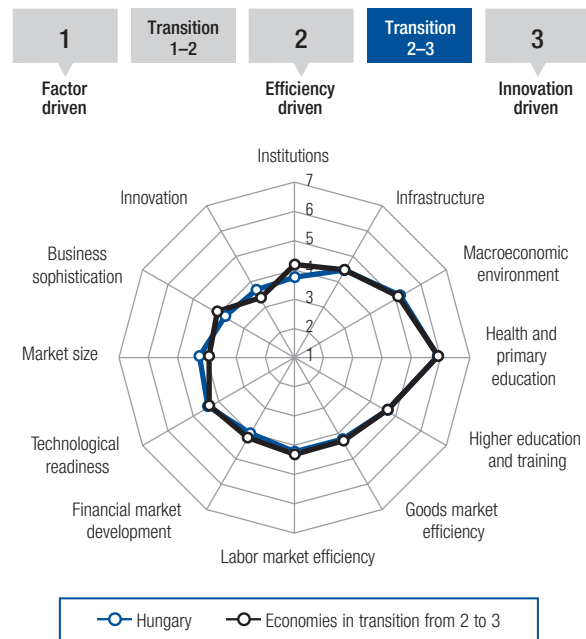 1
Transition
1–2
2
Transition
2–3
3
Factor
driven
Efficiency
driven
Innovation
driven
Institutions
7
6
5
4
3
2
1
Infrastructure
Macroeconomic
environment
Health and
primary
education
Higher education
and training
Goods market
efficiency
Labor market efficiency
Financial market
development
Technological
readiness
Market size
Business
sophistication
Innovation
Hungary
Economies in transition from 2 to 3